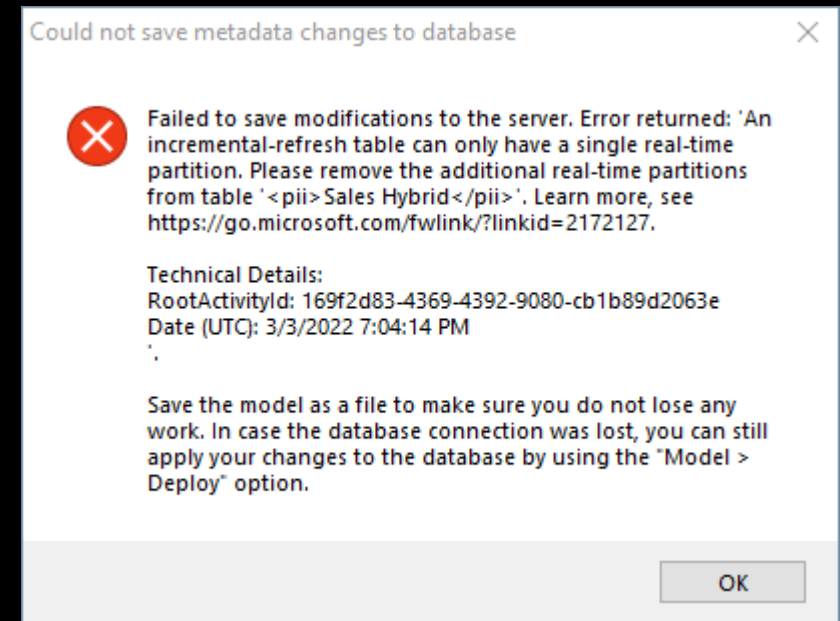 Could not save metadata changes to database
Failed to save modifications to the server. Error returned: 'An
incremental-refresh table can only have a single real-time
partition. Please remove the additional real-time partitions
from table '<pii>Sales Hybrid</pii>'. Learn more, see
https://go.microsoft.com/fwlink/?linkid=2172127.
Technical Details:
RootActivityId: 169f2d83-4369-4392-9080-cb1b89d2063e
Date (UTC): 3/3/2022 7:04:14 PM
'.
Save the model as a file to make sure you do not lose any
work. In case the database connection was lost, you can still
apply your changes to the database by using the "Model >
Deploy" option.
OK